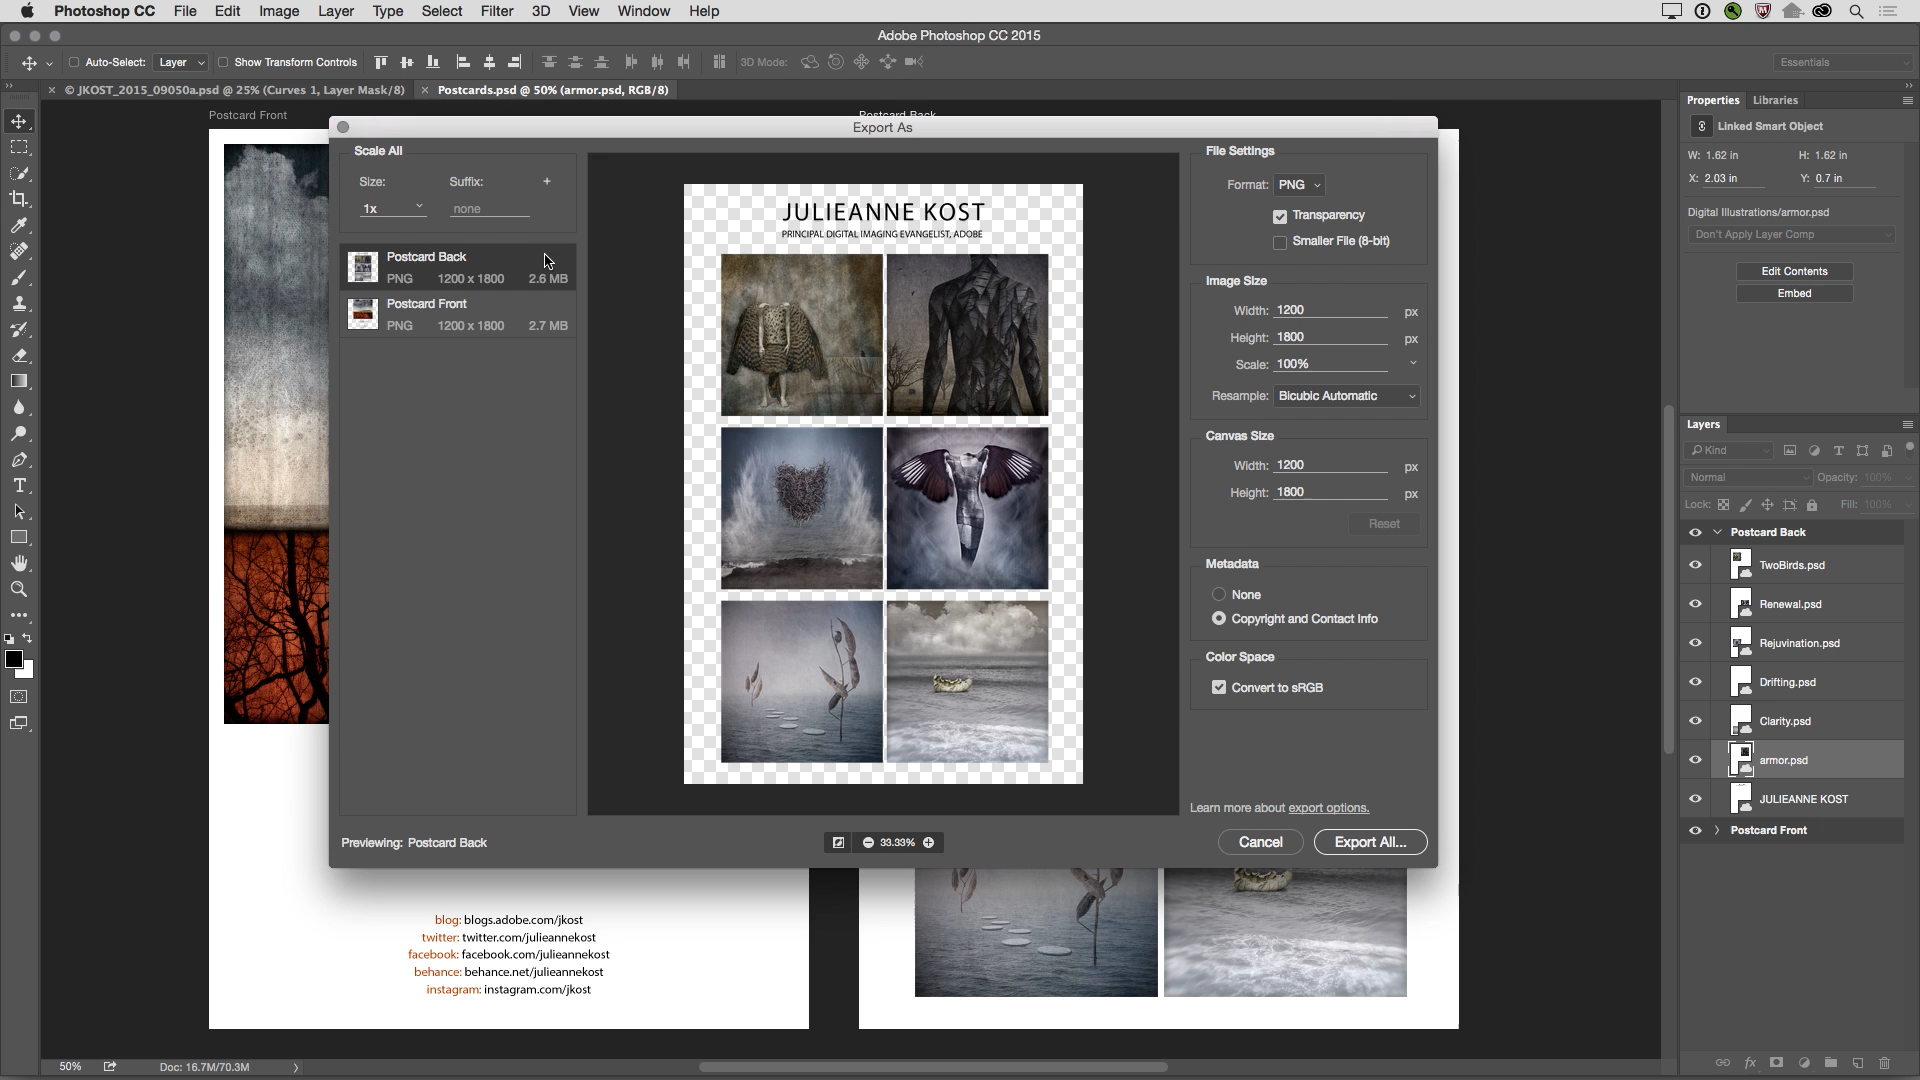 Photoshop CC File Edit Image Layer Type Select Filter 3D View Window Help
Adobe Photoshop CC 2015
Auto-Select: Layer Show Transform Controls 3D Mode: Essentials
© JKOST_2015_09050a.psd @ 25% (Curves 1, Layer Mask/8) Postcards.psd @ 50% (armor.psd, RGB/8)
Postcard Front
Postcard Back
Export As
Scale All
Size: Suffix: +
1x none
Postcard Back
PNG 1200 x 1800 2.6 MB
Postcard Front
PNG 1200 x 1800 2.7 MB
JULIEANNE KOST
PRINCIPAL DIGITAL IMAGING EVANGELIST, ADOBE
File Settings
Format: PNG
Transparency
Smaller File (8-bit)
Image Size
Width: 1200 px
Height: 1800 px
Scale: 100%
Resample: Bicubic Automatic
Canvas Size
Width: 1200 px
Height: 1800 px
Reset
Metadata
None
Copyright and Contact Info
Color Space
Convert to sRGB
Learn more about export options.
Previewing: Postcard Back
33.33%
Cancel Export All...
blog: blogs.adobe.com/jkost
twitter: twitter.com/julieannekost
facebook: facebook.com/julieannekost
behance: behance.net/julieannekost
instagram: instagram.com/jkost
50% Doc: 16.7M/70.3M
Properties Libraries
Linked Smart Object
W: 1.62 in H: 1.62 in
X: 2.03 in Y: 0.7 in
Digital Illustrations/armor.psd
Don't Apply Layer Comp
Edit Contents
Embed
Layers
Kind
Normal Opacity: 100%
Lock: Fill: 100%
Postcard Back
TwoBirds.psd
Renewal.psd
Rejuvination.psd
Drifting.psd
Clarity.psd
armor.psd
JULIEANNE KOST
Postcard Front